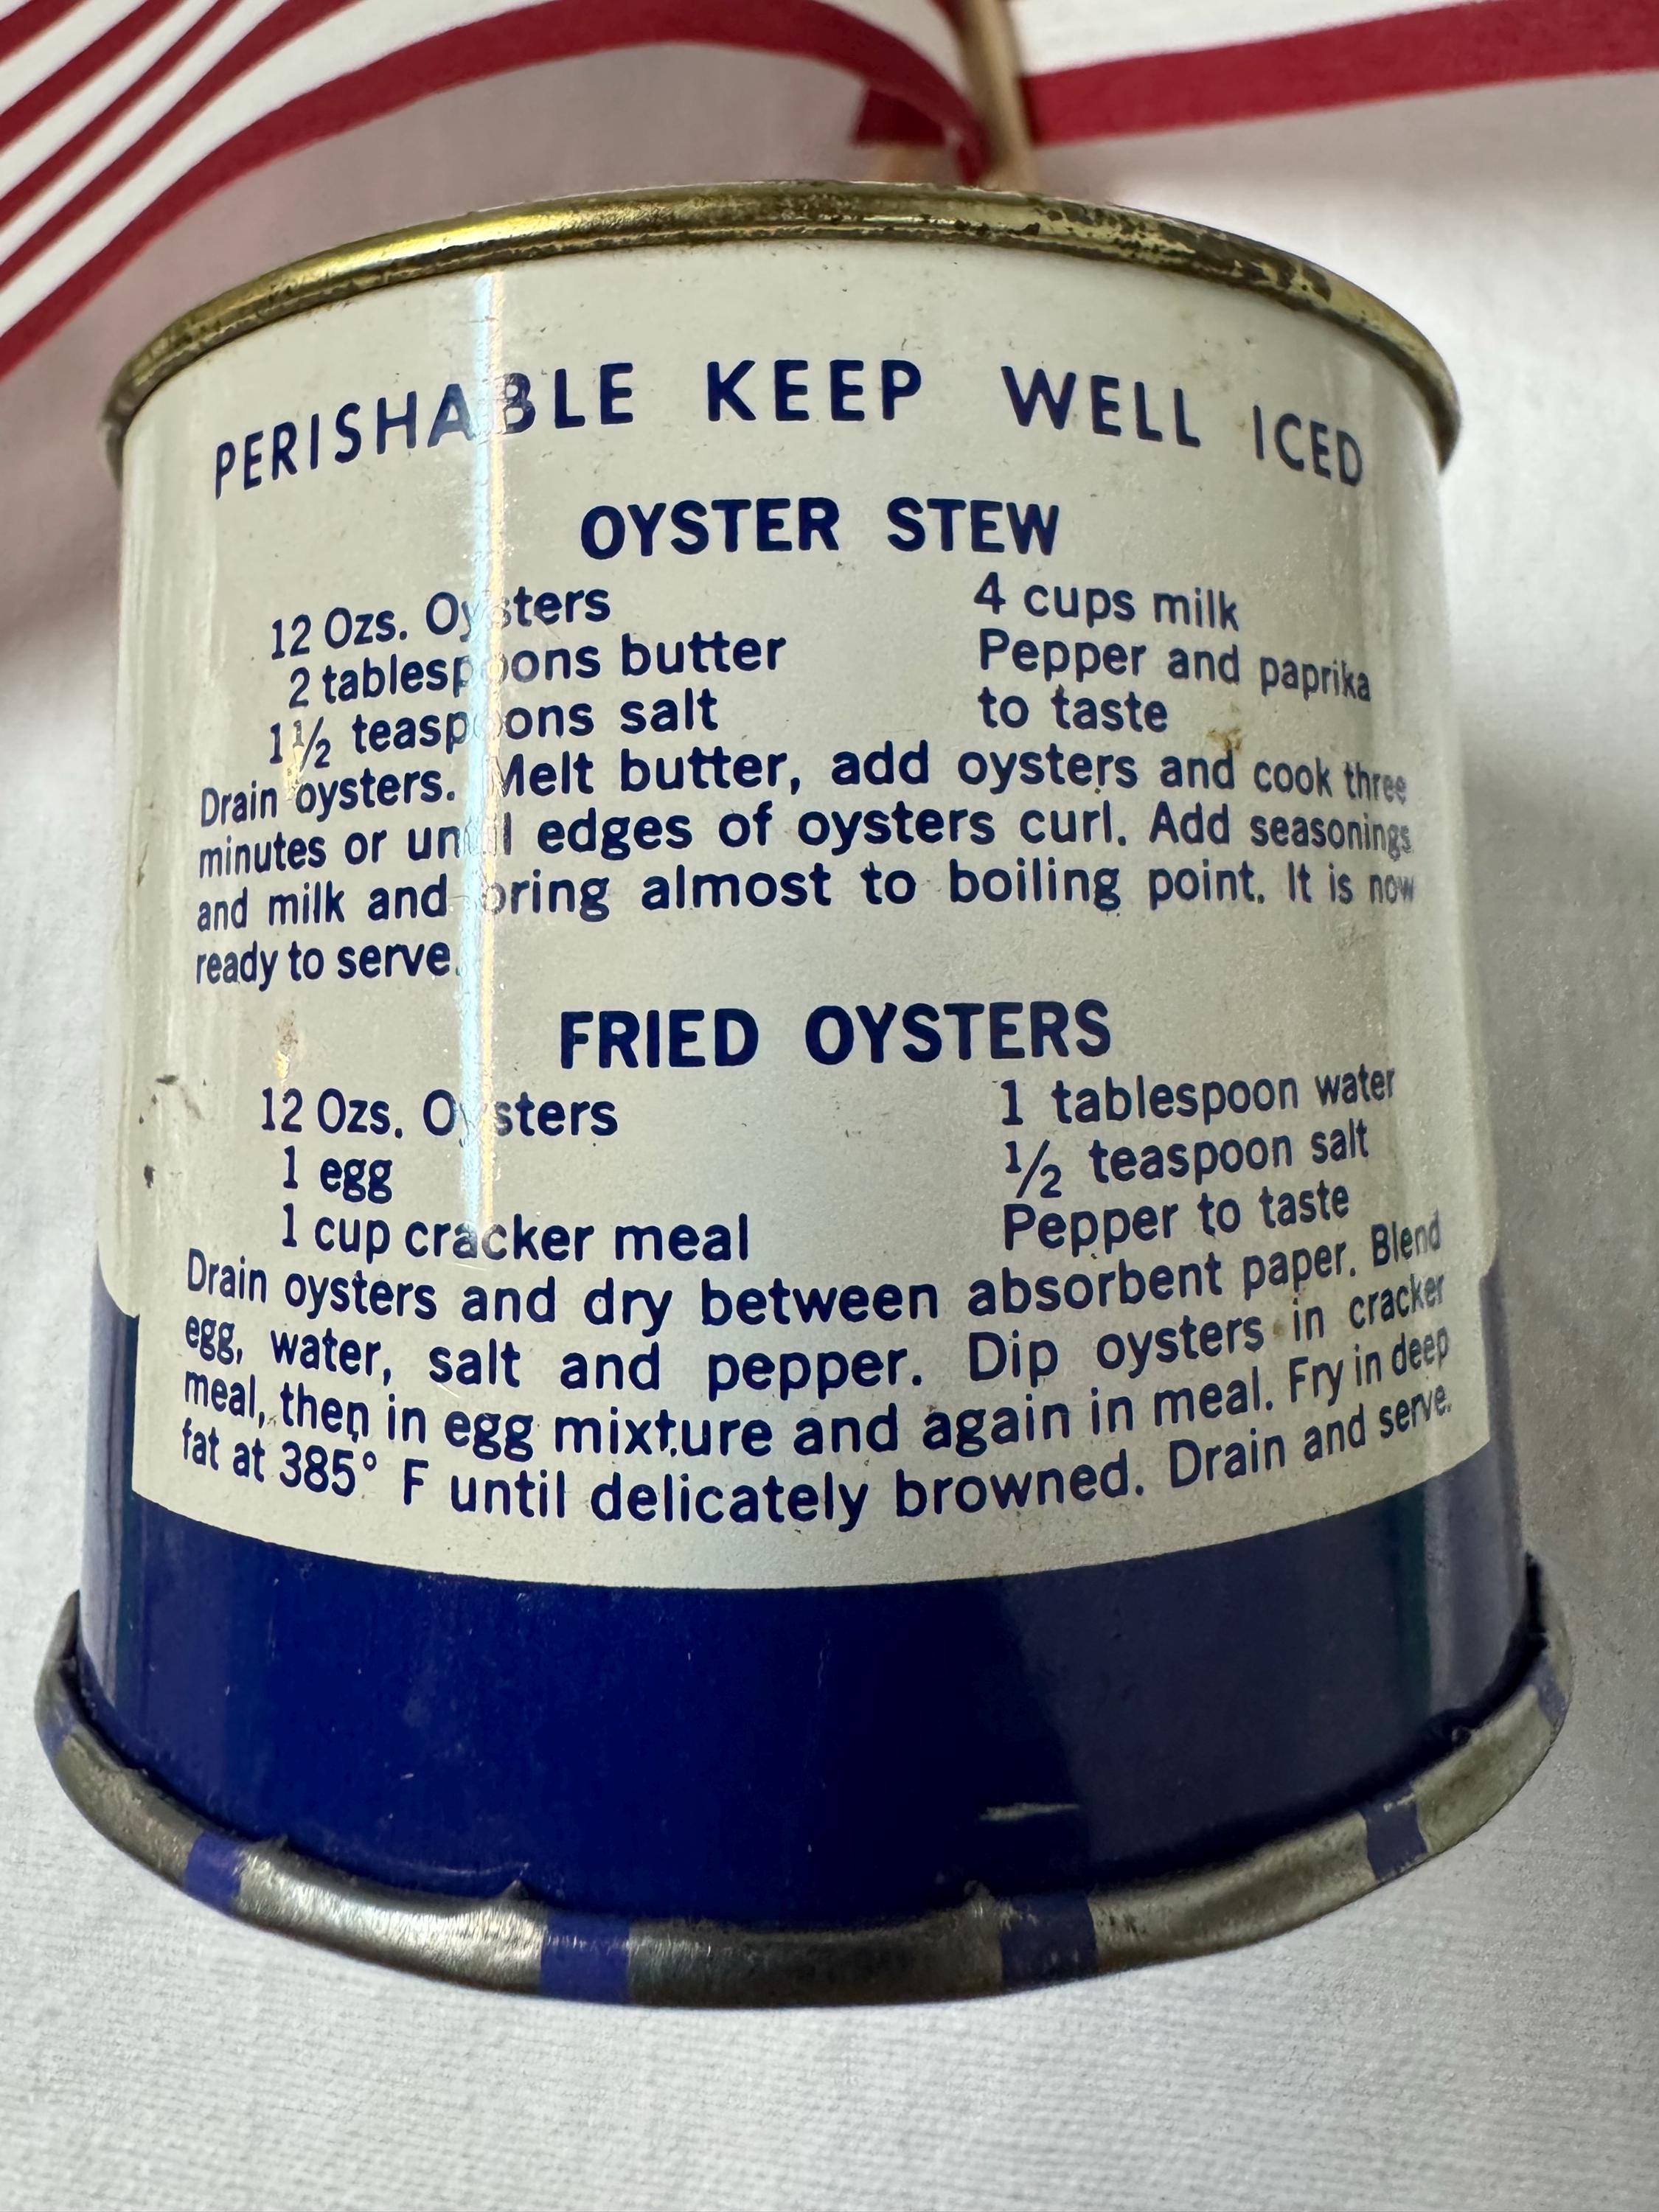 PERISHABLE KEEP WELL ICED
OYSTER STEW
12 Ozs. Oysters 4 cups milk
2 tablespoons butter Pepper and paprika
1½ teaspoons salt to taste
Drain oysters. Melt butter, add oysters and cook three
minutes or until edges of oysters curl. Add seasonings
and milk and bring almost to boiling point. It is now
ready to serve.
FRIED OYSTERS
12 Ozs. Oysters 1 tablespoon water
1 egg ½ teaspoon salt
1 cup cracker meal Pepper to taste
Drain oysters and dry between absorbent paper. Blend
egg, water, salt and pepper. Dip oysters in cracker
meal, then in egg mixture and again in meal. Fry in deep
fat at 385° F until delicately browned. Drain and serve.